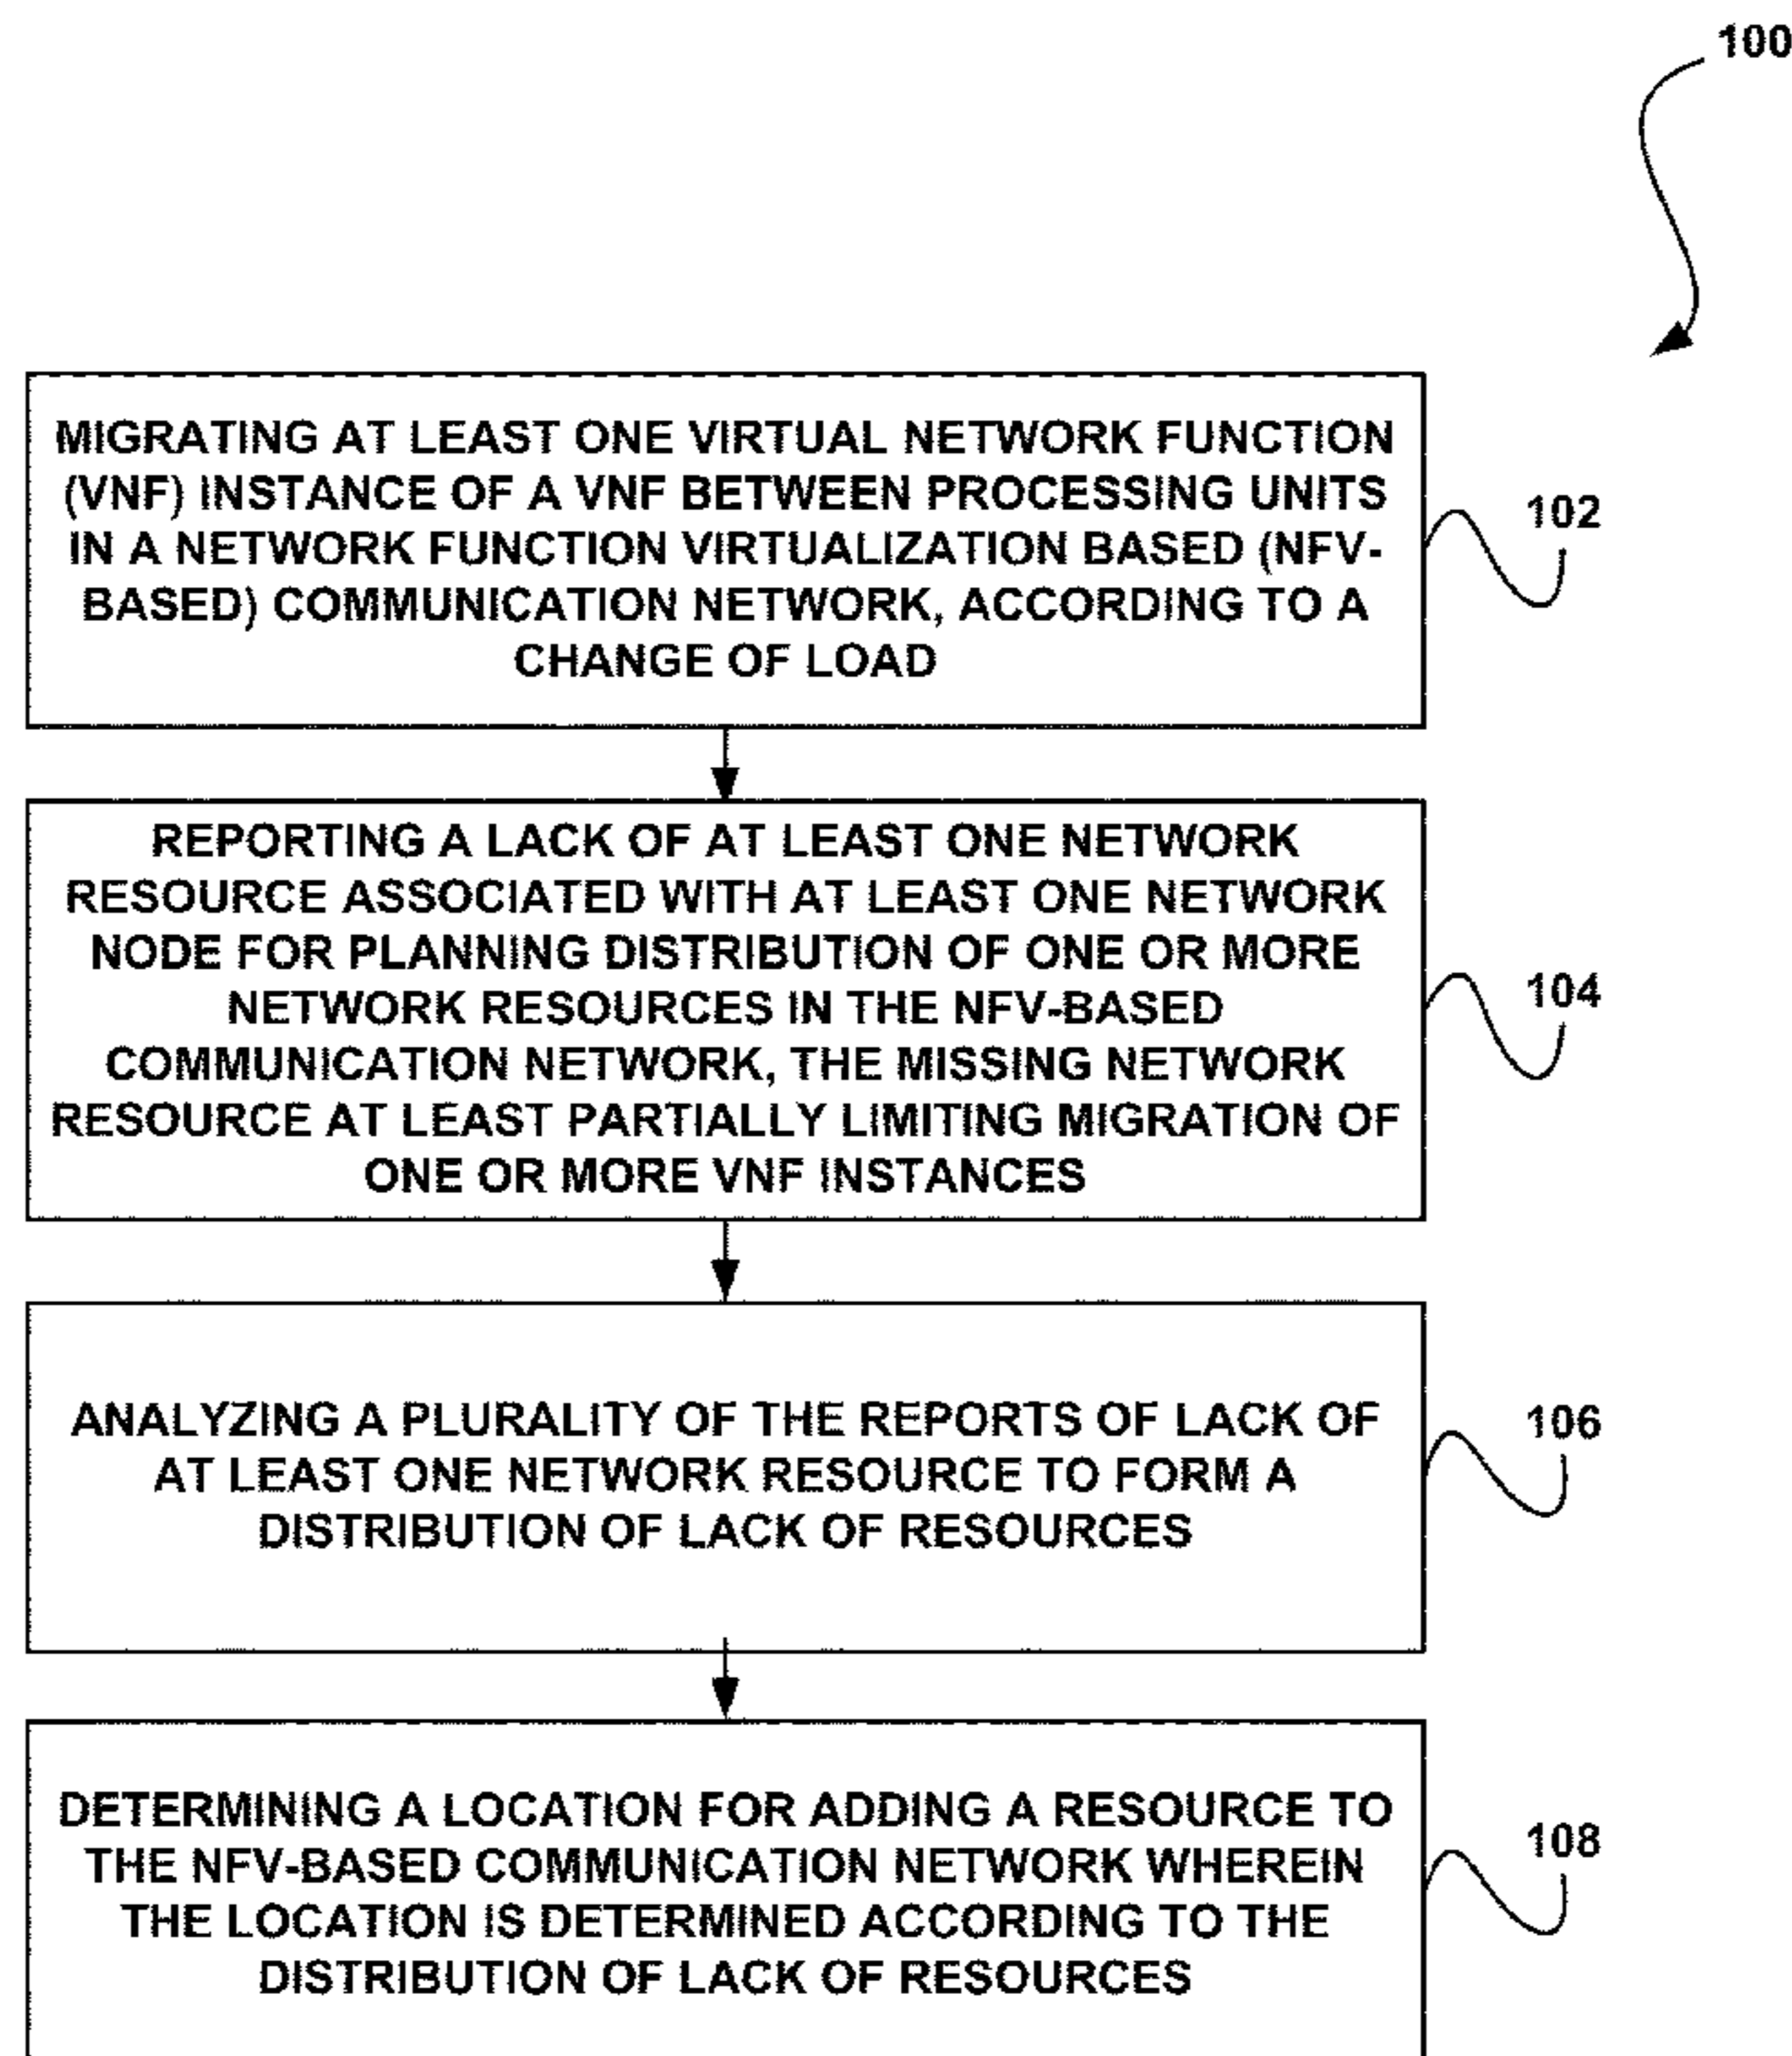 100
MIGRATING AT LEAST ONE VIRTUAL NETWORK FUNCTION
(VNF) INSTANCE OF A VNF BETWEEN PROCESSING UNITS
IN A NETWORK FUNCTION VIRTUALIZATION BASED (NFV-
BASED) COMMUNICATION NETWORK, ACCORDING TO A
CHANGE OF LOAD
102
REPORTING A LACK OF AT LEAST ONE NETWORK
RESOURCE ASSOCIATED WITH AT LEAST ONE NETWORK
NODE FOR PLANNING DISTRIBUTION OF ONE OR MORE
NETWORK RESOURCES IN THE NFV-BASED
COMMUNICATION NETWORK, THE MISSING NETWORK
RESOURCE AT LEAST PARTIALLY LIMITING MIGRATION OF
ONE OR MORE VNF INSTANCES
104
ANALYZING A PLURALITY OF THE REPORTS OF LACK OF
AT LEAST ONE NETWORK RESOURCE TO FORM A
DISTRIBUTION OF LACK OF RESOURCES
106
DETERMINING A LOCATION FOR ADDING A RESOURCE TO
THE NFV-BASED COMMUNICATION NETWORK WHEREIN
THE LOCATION IS DETERMINED ACCORDING TO THE
DISTRIBUTION OF LACK OF RESOURCES
108